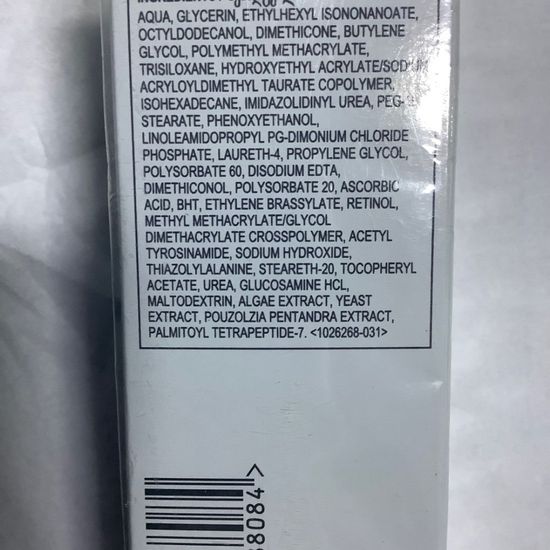 AQUA, GLYCERIN, ETHYLHEXYL ISONONANOATE,
OCTYLDODECANOL, DIMETHICONE, BUTYLENE
GLYCOL, POLYMETHYL METHACRYLATE,
TRISILOXANE, HYDROXYETHYL ACRYLATE/SODIUM
ACRYLOYLDIMETHYL TAURATE COPOLYMER,
ISOHEXADECANE, IMIDAZOLIDINYL UREA,
STEARATE, PHENOXYETHANOL,
LINOLEAMIDOPROPYL PG-DIMONIUM CHLORIDE
PHOSPHATE, LAURETH-4, PROPYLENE GLYCOL,
POLYSORBATE 60, DISODIUM EDTA,
DIMETHICONOL, POLYSORBATE 20, ASCORBIC
ACID, BHT, ETHYLENE BRASSYLATE, RETINOL,
METHYL METHACRYLATE/GLYCOL
DIMETHACRYLATE CROSSPOLYMER, ACETYL
TYROSINAMIDE, SODIUM HYDROXIDE,
THIAZOLYLALANINE, STEARETH-20, TOCOPHERYL
ACETATE, UREA, GLUCOSAMINE HCL,
MALTODEXTRIN, ALGAE EXTRACT, YEAST
EXTRACT, POUZOLZIA PENTANDRA EXTRACT,
PALMITOYL TETRAPEPTIDE-7. <1026268-031>
8084>